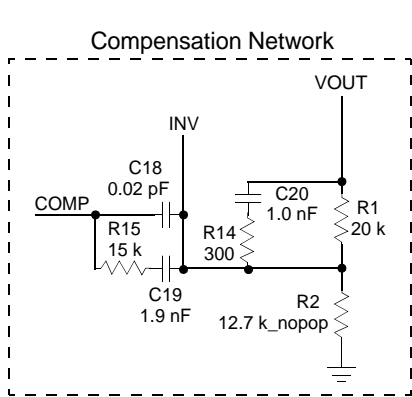 Compensation Network
VOUT
INV
C18
0.02 pF
COMP
C20
1.0 nF
R1
20 k
R15
15 k
R14
300
C19
1.9 nF
R2
12.7 k_nopop